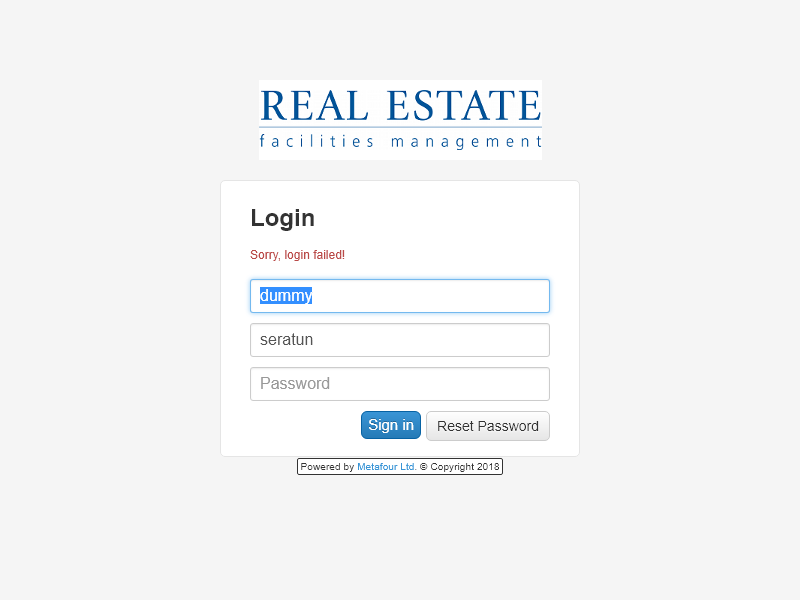 REAL ESTATE
facilities management
Login
Sorry, login failed!
dummy
seratun
Password
Sign in Reset Password
Powered by Metafour Ltd. © Copyright 2018